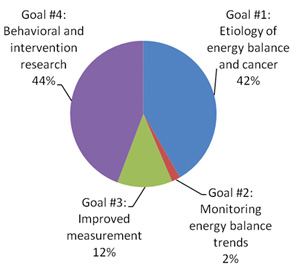 Goal #4:
Behavioral and
intervention
research
44%
Goal #1:
Etiology of
energy balance
and cancer
42%
Goal #3:
Improved
measurement
12%
Goal #2:
Monitoring
energy balance
trends
2%